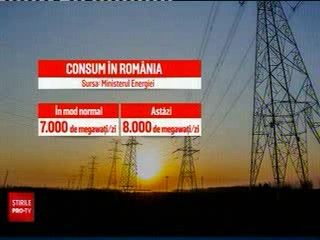 CONSUM ÎN ROMÂNIA
Sursa: Ministerul Energiei
În mod normal
7.000 de megawați/zi
Astăzi
8.000 de megawați/zi
ȘTIRILE
PRO•TV